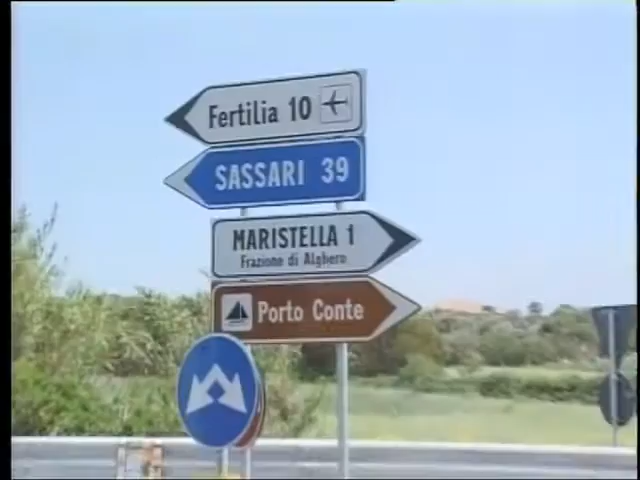 Fertilia 10
SASSARI 39
MARISTELLA 1
Frazione di Alghero
Porto Conte